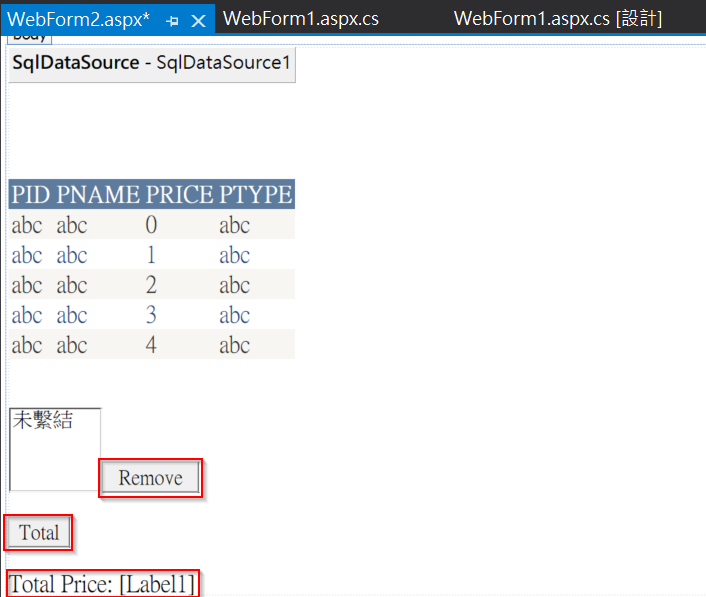 WebForm2.aspx* WebForm1.aspx.cs WebForm1.aspx.cs [設計]
body
SqlDataSource - SqlDataSource1
PID PNAME PRICE PTYPE
abc abc 0 abc
abc abc 1 abc
abc abc 2 abc
abc abc 3 abc
abc abc 4 abc
未繫結
Remove
Total
Total Price: [Label1]